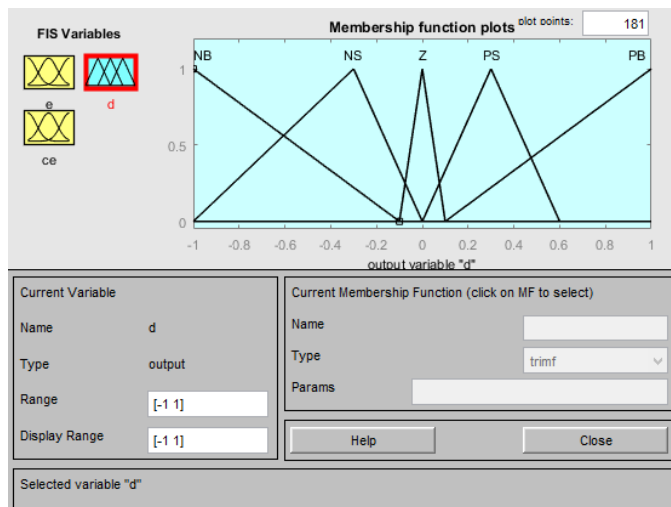 FIS Variables
Membership function plots
plot points:
181
e
d
ce
NB
NS
Z
PS
PB
1
0.5
0
-1
-0.8
-0.6
-0.4
-0.2
0
0.2
0.4
0.6
0.8
1
output variable "d"
Current Variable
Name
d
Type
output
Range
[-1 1]
Display Range
[-1 1]
Current Membership Function (click on MF to select)
Name
Type
trimf
Params
Help
Close
Selected variable "d"